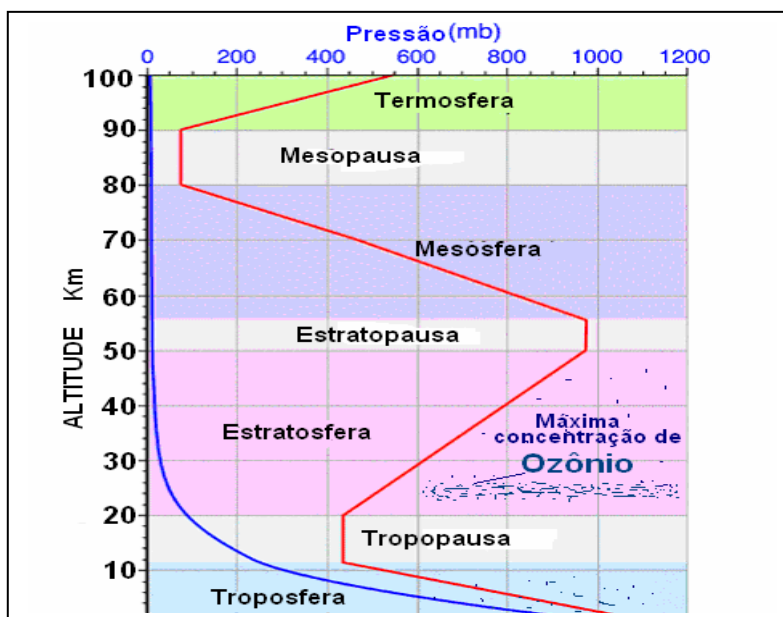 Pressão (mb)
0 200 400 600 800 1000 1200
100
Termosfera
90
Mesopausa
80
70
Mesosfera
60
Estratopausa
50
ALTITUDE Km
40
Estratosfera
Máxima
concentração de
Ozônio
30
20
Tropopausa
10
Troposfera